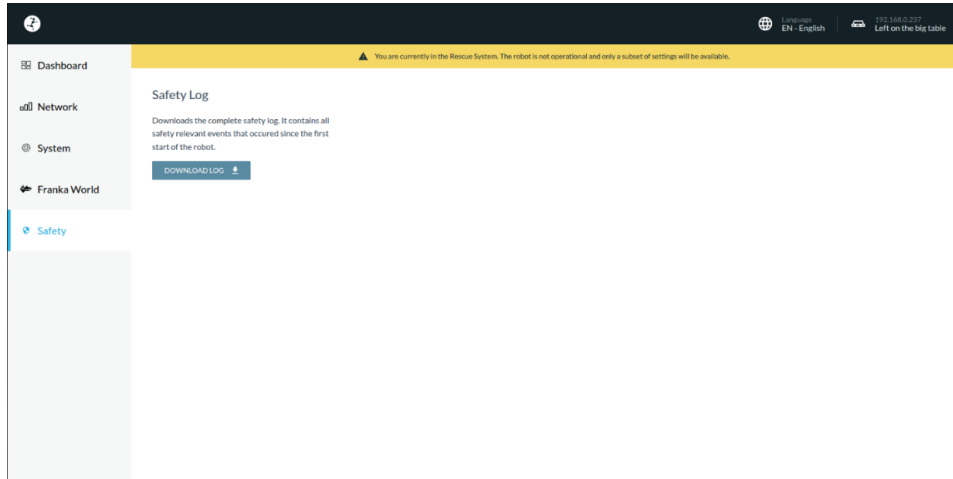 Language
EN - English
192.168.0.237
Left on the big table
You are currently in the Rescue System. The robot is not operational and only a subset of settings will be available.
Dashboard
Network
System
Franka World
Safety
Safety Log
Downloads the complete safety log. It contains all
safety relevant events that occured since the first
start of the robot.
DOWNLOAD LOG